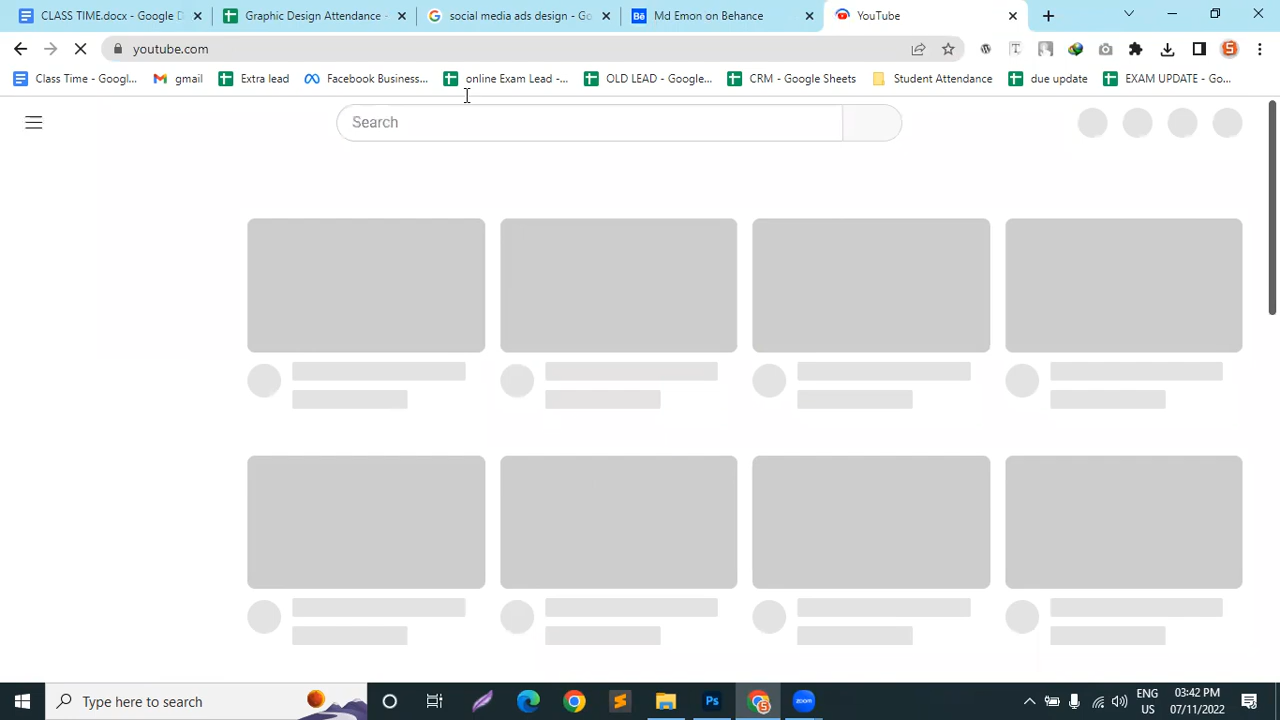 CLASS TIME.docx - Google D
Graphic Design Attendance -
social media ads design - Go
Md Emon on Behance
YouTube
youtube.com
Class Time - Googl...
gmail
Extra lead
Facebook Business...
online Exam Lead -...
OLD LEAD - Google...
CRM - Google Sheets
Student Attendance
due update
EXAM UPDATE - Go...
Search
Type here to search
Ps
zoom
ENG
US
03:42 PM
07/11/2022